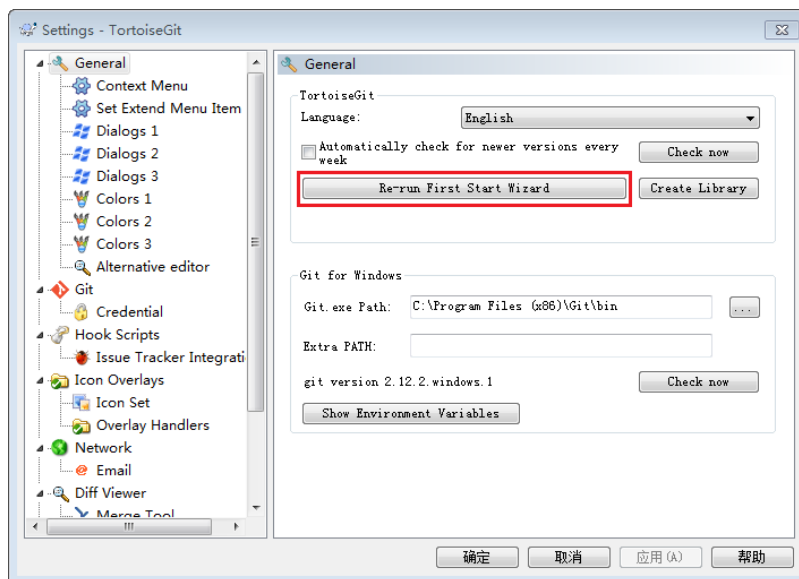 Settings - TortoiseGit
General
Context Menu
Set Extend Menu Item
Dialogs 1
Dialogs 2
Dialogs 3
Colors 1
Colors 2
Colors 3
Alternative editor
Git
Credential
Hook Scripts
Issue Tracker Integrati
Icon Overlays
Icon Set
Overlay Handlers
Network
Email
Diff Viewer
Merge Tool
General
TortoiseGit
Language: English
Automatically check for newer versions every
week
Check now
Re-run First Start Wizard Create Library
Git for Windows
Git.exe Path: C:\Program Files (x86)\Git\bin ...
Extra PATH:
git version 2.12.2.windows.1 Check now
Show Environment Variables
确定 取消 应用(A) 帮助